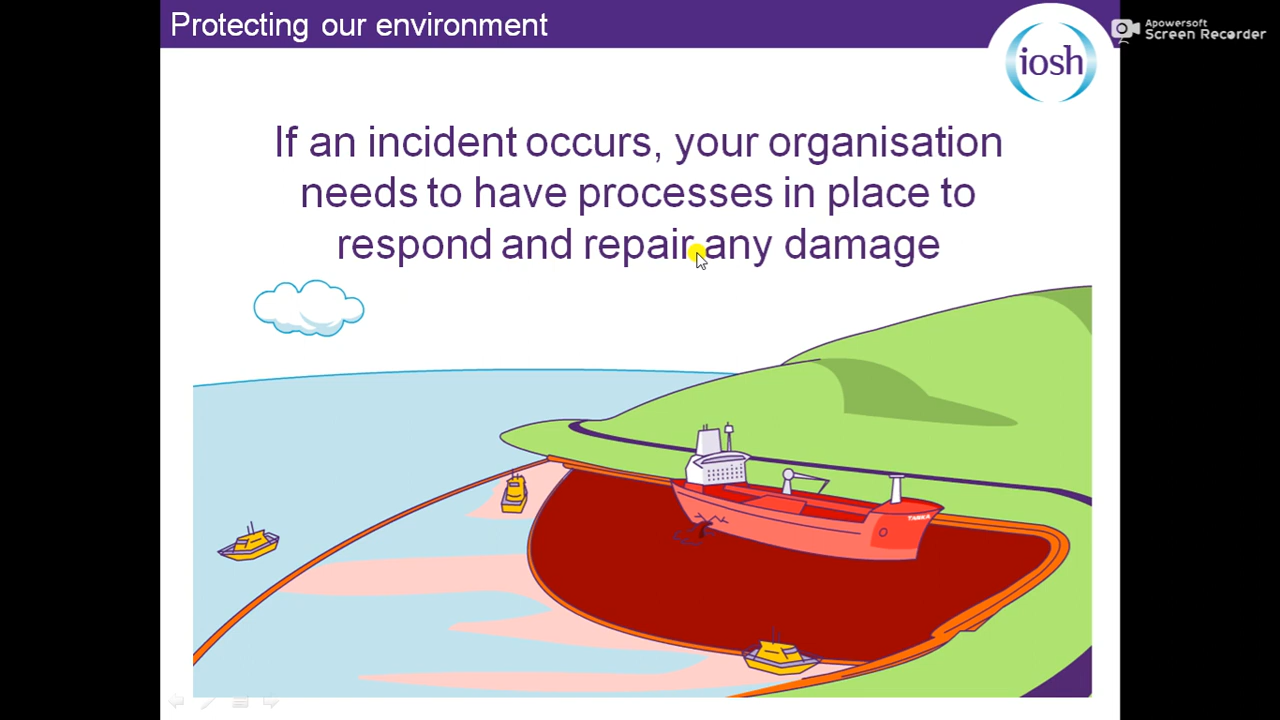 Protecting our environment
iosh
Apowersoft
Screen Recorder
If an incident occurs, your organisation
needs to have processes in place to
respond and repair any damage
TANKA